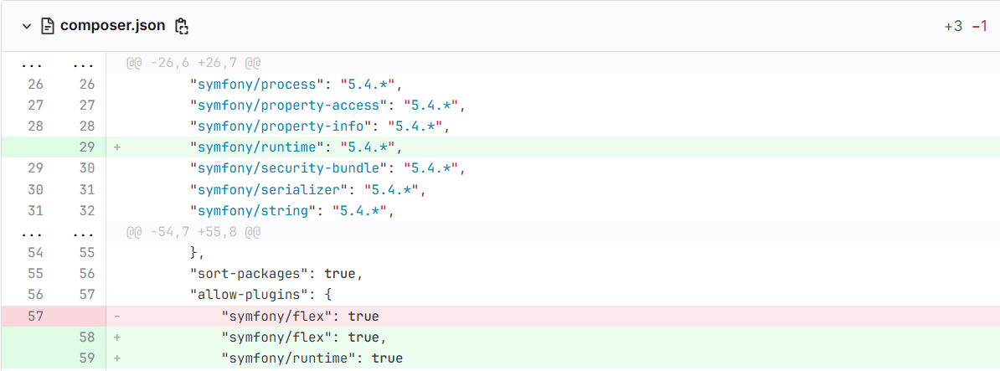 composer.json +3 −1
... ... @@ -26,6 +26,7 @@
26 26 "symfony/process": "5.4.*",
27 27 "symfony/property-access": "5.4.*",
28 28 "symfony/property-info": "5.4.*",
29 + "symfony/runtime": "5.4.*",
29 30 "symfony/security-bundle": "5.4.*",
30 31 "symfony/serializer": "5.4.*",
31 32 "symfony/string": "5.4.*",
... ... @@ -54,7 +55,8 @@
54 55 },
55 56 "sort-packages": true,
56 57 "allow-plugins": {
57 - "symfony/flex": true
58 + "symfony/flex": true,
59 + "symfony/runtime": true